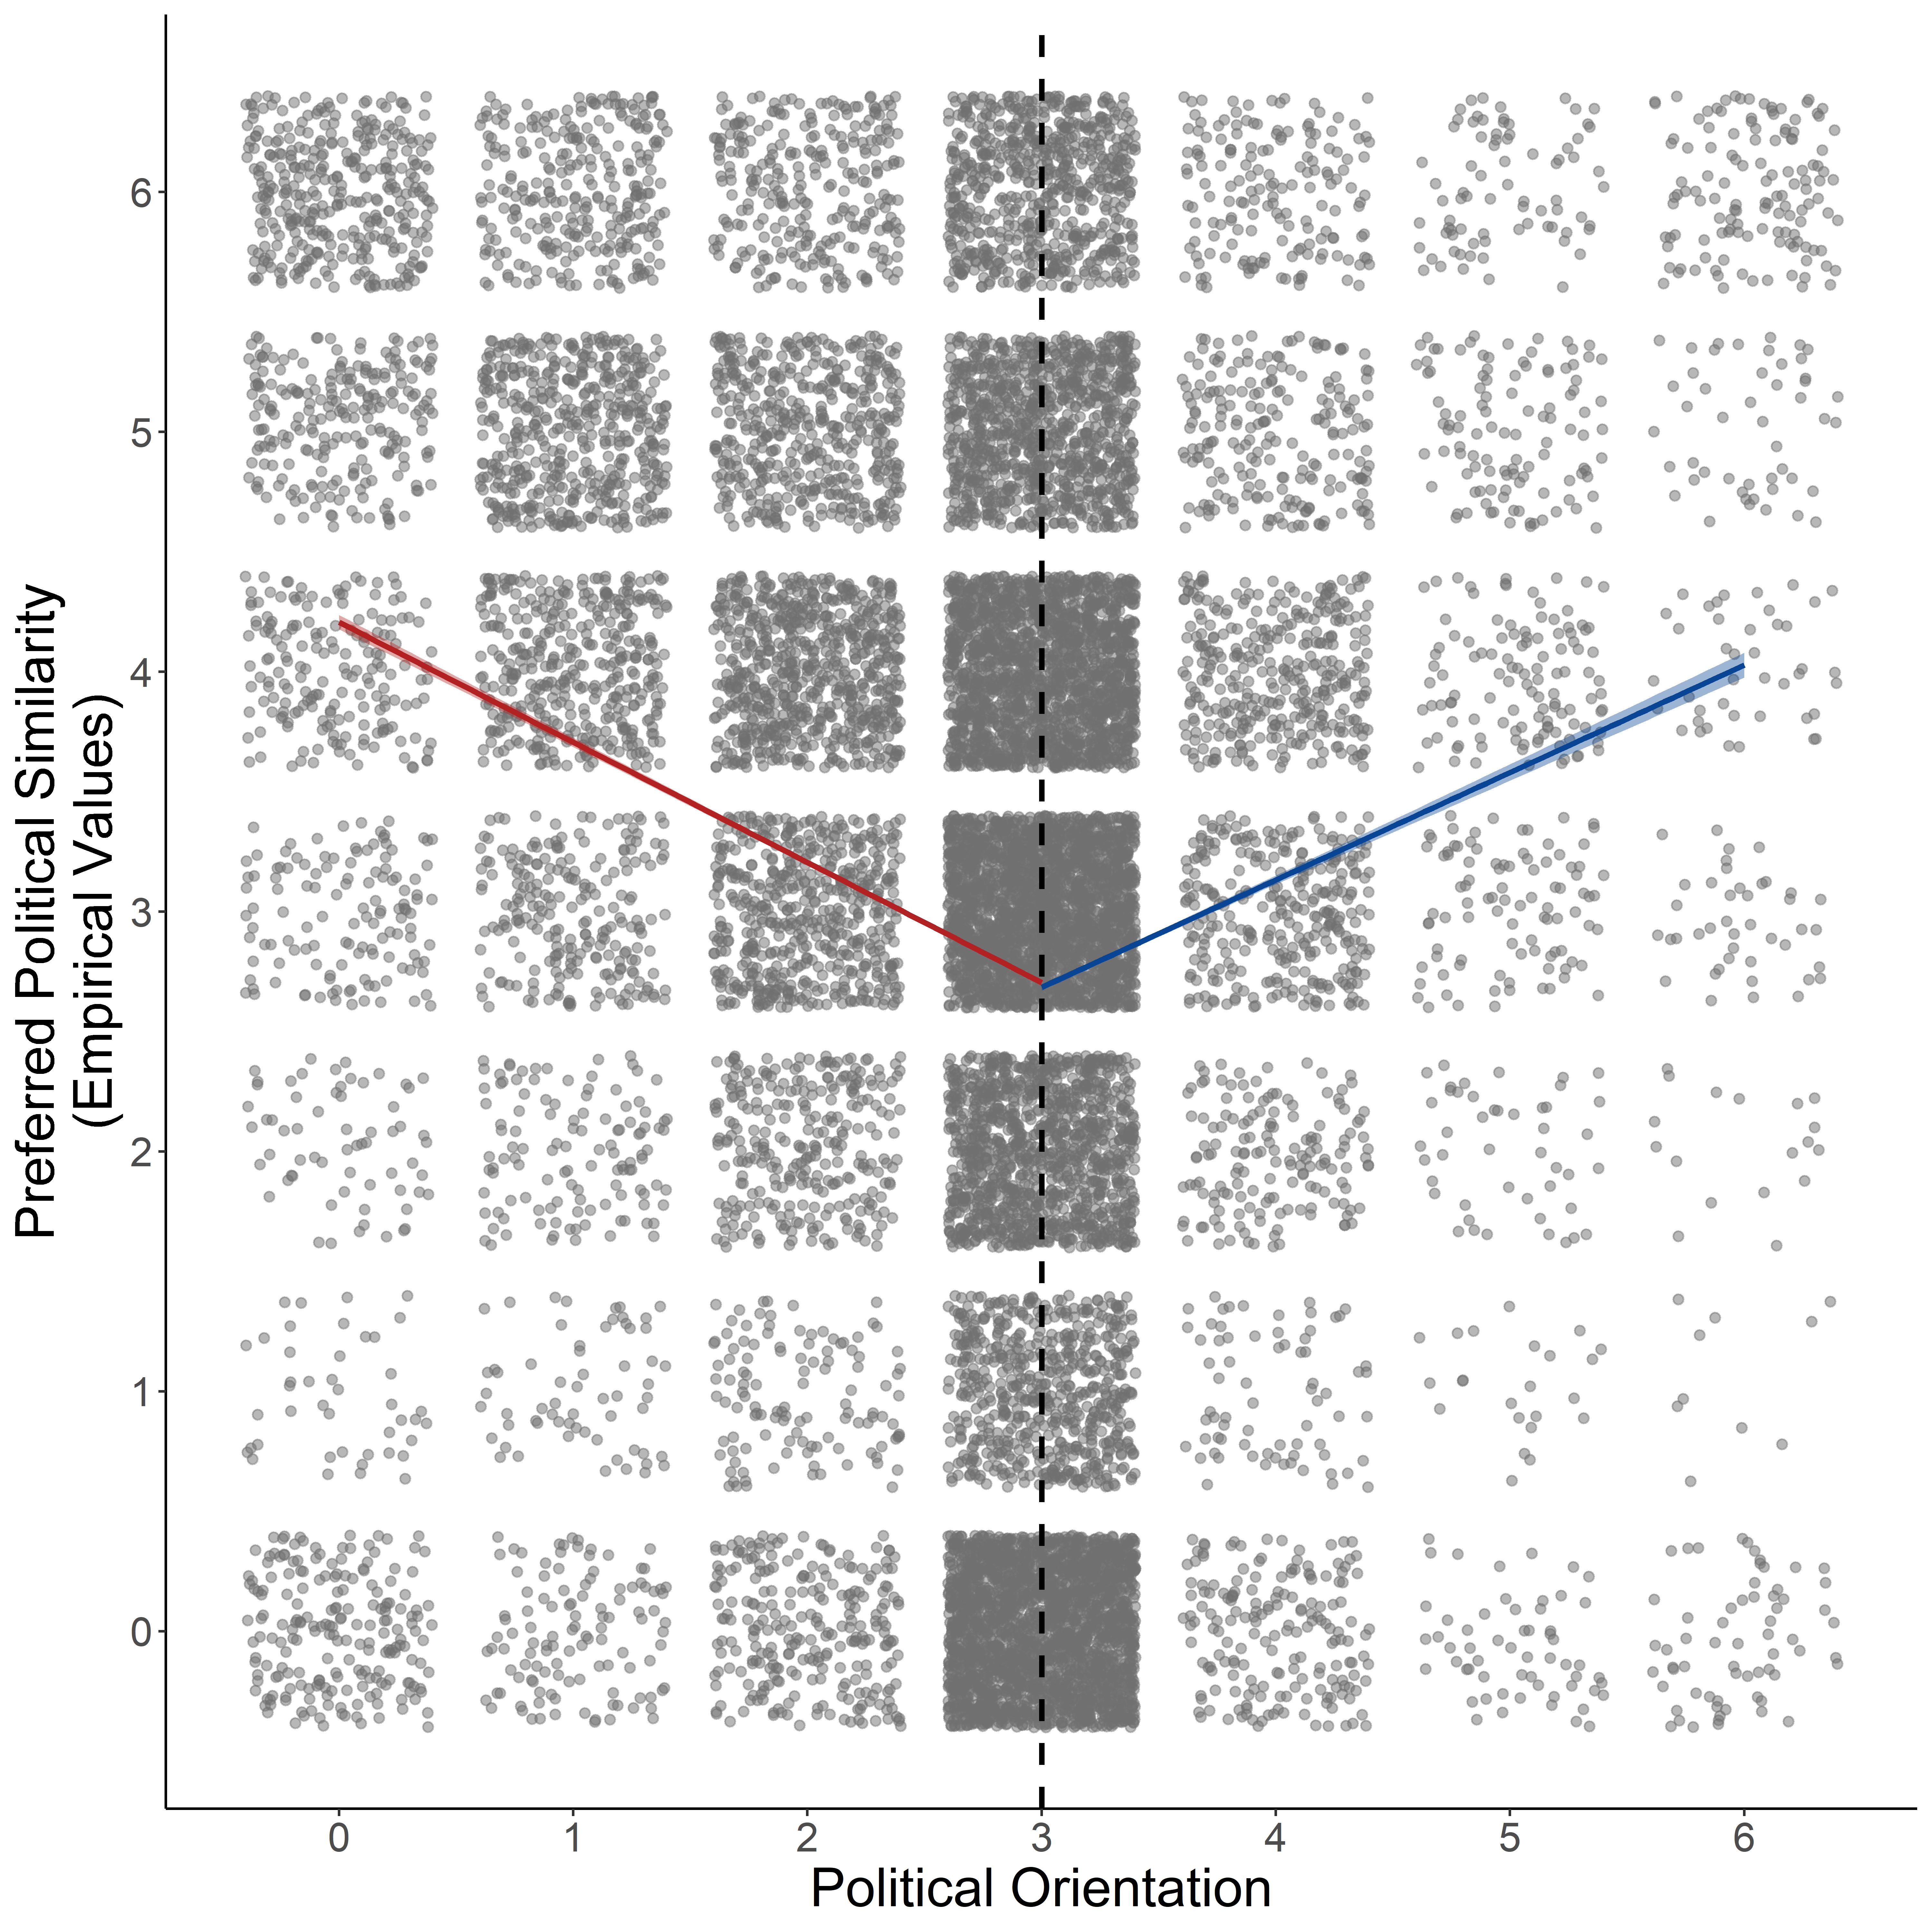 Preferred Political Similarity
(Empirical Values)
6
5
4
3
2
1
0
0 1 2 3 4 5 6
Political Orientation